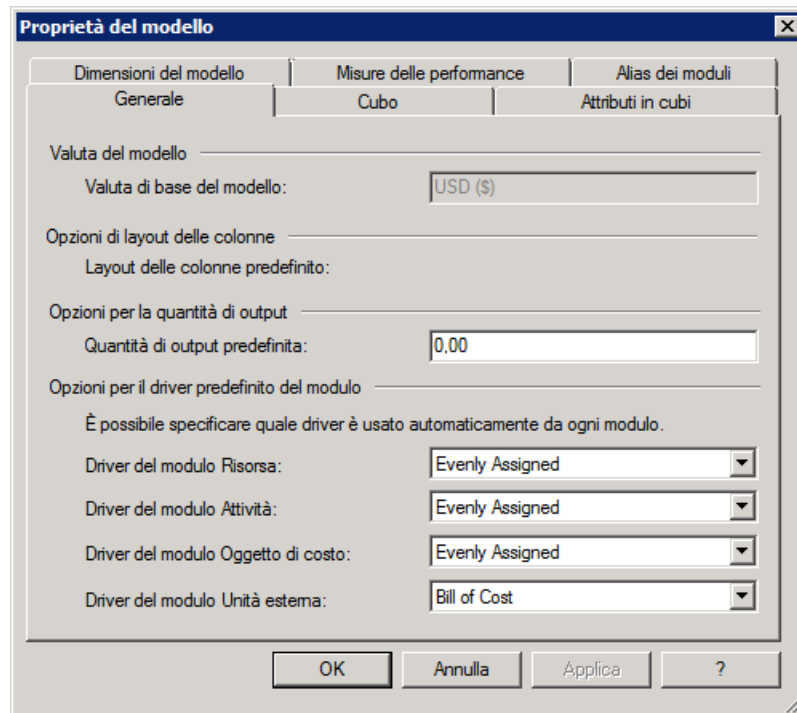 Proprietà del modello
Dimensioni del modello
Misure delle performance
Alias dei moduli
Generale
Cubo
Attributi in cubi
Valuta del modello
Valuta di base del modello:
USD ($)
Opzioni di layout delle colonne
Layout delle colonne predefinito:
Opzioni per la quantità di output
Quantità di output predefinita:
0,00
Opzioni per il driver predefinito del modulo
È possibile specificare quale driver è usato automaticamente da ogni modulo.
Driver del modulo Risorsa:
Evenly Assigned
Driver del modulo Attività:
Evenly Assigned
Driver del modulo Oggetto di costo:
Evenly Assigned
Driver del modulo Unità esterna:
Bill of Cost
OK
Annulla
Applica
?